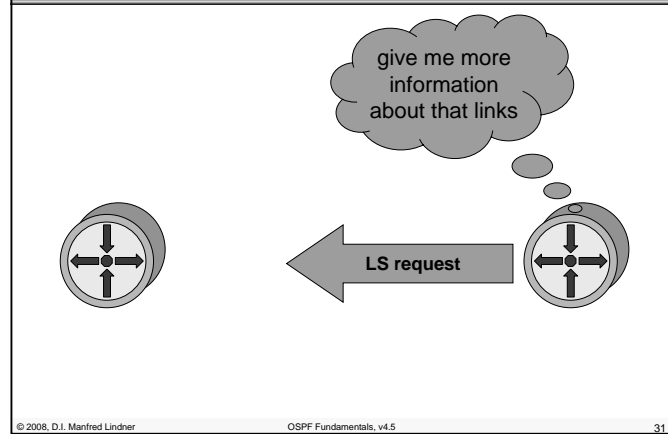 give me more
information
about that links
LS request
© 2008, D.I. Manfred Lindner
OSPF Fundamentals, v4.5
31